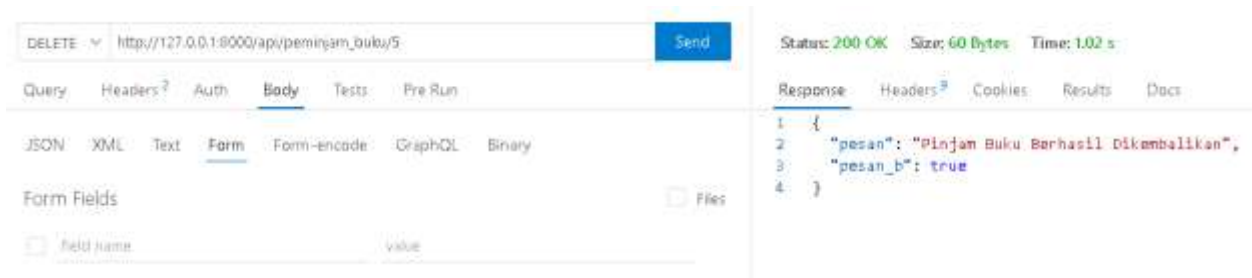 DELETE http://127.0.0.1:8000/api/peminjam_buku/5 Send
Query Headers 2 Auth Body Tests Pre Run
JSON XML Text Form Form-encode GraphQL Binary
Form Fields Files
field name value
Status: 200 OK Size: 60 Bytes Time: 1.02 s
Response Headers 9 Cookies Results Docs
1 {
2 "pesan": "Pinjam Buku Berhasil Dikembalikan",
3 "pesan_b": true
4 }